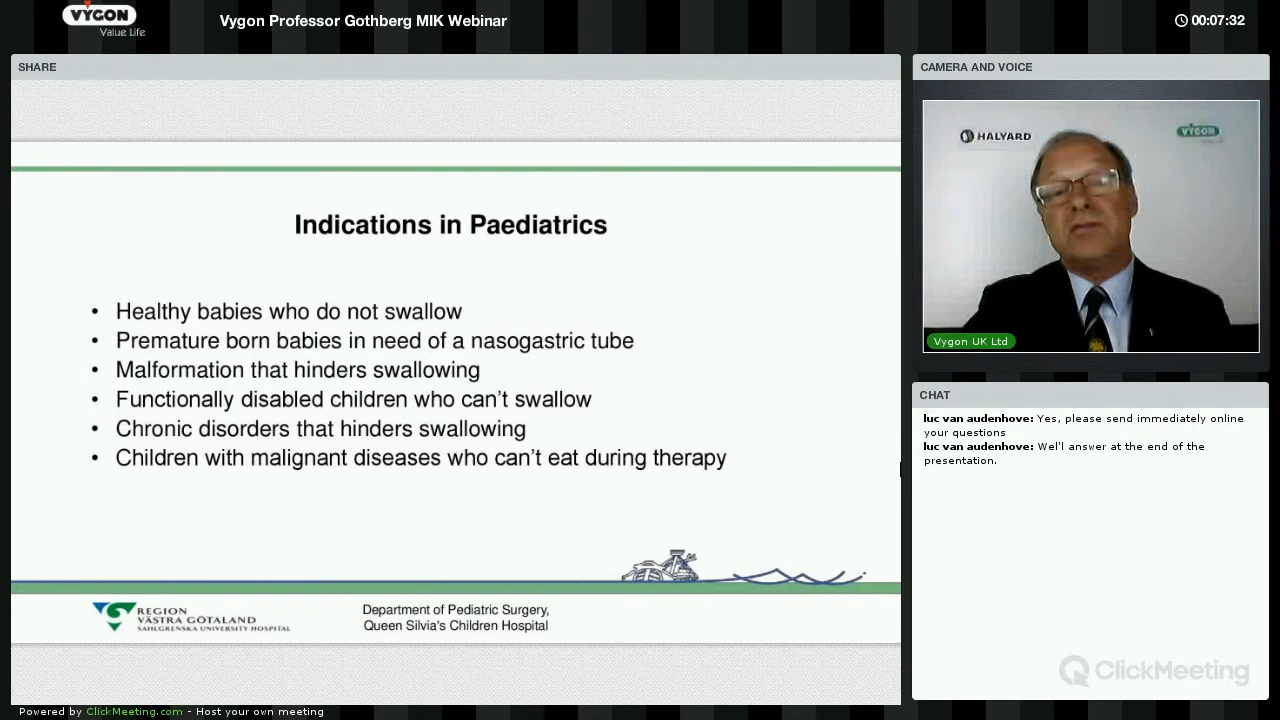 VYGON
Value Life
Vygon Professor Gothberg MIK Webinar
00:07:32
SHARE
Indications in Paediatrics
• Healthy babies who do not swallow
• Premature born babies in need of a nasogastric tube
• Malformation that hinders swallowing
• Functionally disabled children who can't swallow
• Chronic disorders that hinders swallowing
• Children with malignant diseases who can't eat during therapy
REGION
VÄSTRA GÖTALAND
SAHLGRENSKA UNIVERSITY HOSPITAL
Department of Pediatric Surgery,
Queen Silvia's Children Hospital
CAMERA AND VOICE
HALYARD
VYGON
Vygon UK Ltd
CHAT
luc van audenhove: Yes, please send immediately online
your questions
luc van audenhove: Wel'l answer at the end of the
presentation.
ClickMeeting
Powered by ClickMeeting.com - Host your own meeting